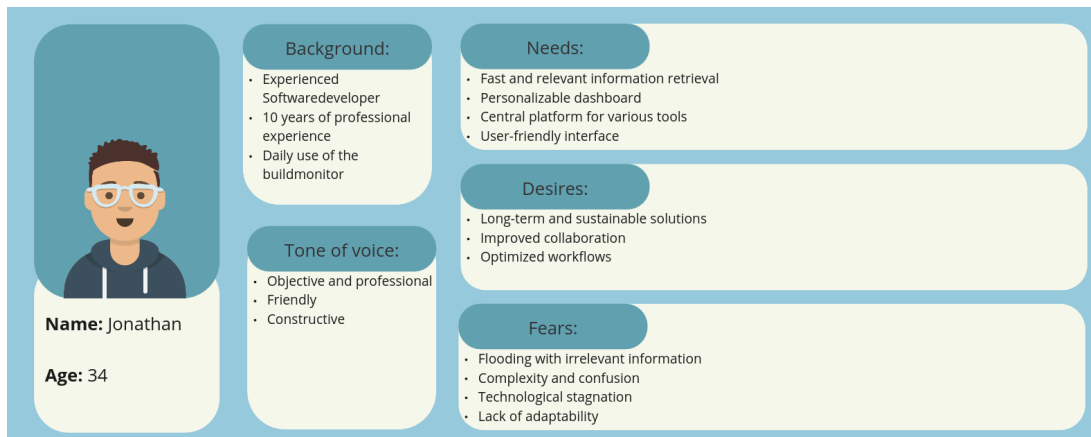 Name: Jonathan
Age: 34
Background:
• Experienced
Softwaredeveloper
• 10 years of professional
experience
• Daily use of the
buildmonitor
Tone of voice:
• Objective and professional
• Friendly
• Constructive
Needs:
• Fast and relevant information retrieval
• Personalizable dashboard
• Central platform for various tools
• User-friendly interface
Desires:
• Long-term and sustainable solutions
• Improved collaboration
• Optimized workflows
Fears:
• Flooding with irrelevant information
• Complexity and confusion
• Technological stagnation
• Lack of adaptability